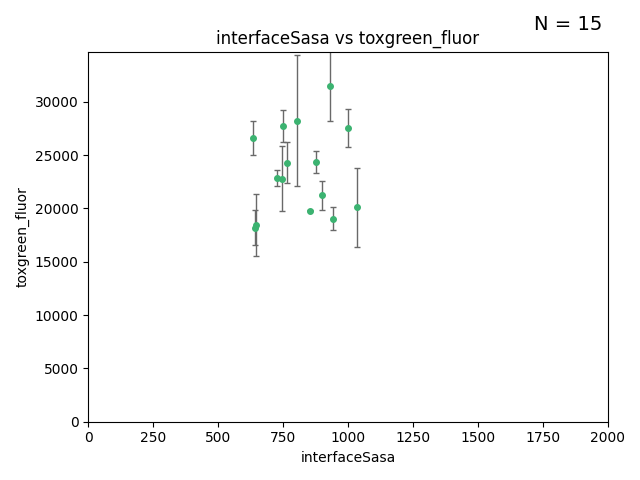 N = 15
interfaceSasa vs toxgreen_fluor
30000
25000
20000
15000
10000
5000
0
toxgreen_fluor
0 250 500 750 1000 1250 1500 1750 2000
interfaceSasa